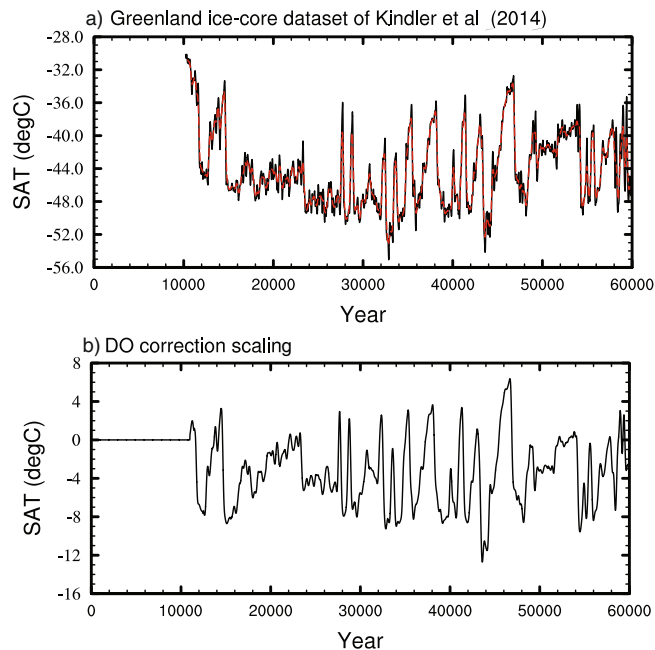 a) Greenland ice-core dataset of Kindler et al (2014)
-28.0
-32.0
-36.0
-40.0
-44.0
-48.0
-52.0
-56.0
SAT (degC)
0 10000 20000 30000 40000 50000 60000
Year
b) DO correction scaling
8
4
0
-4
-8
-12
-16
SAT (degC)
0 10000 20000 30000 40000 50000 60000
Year